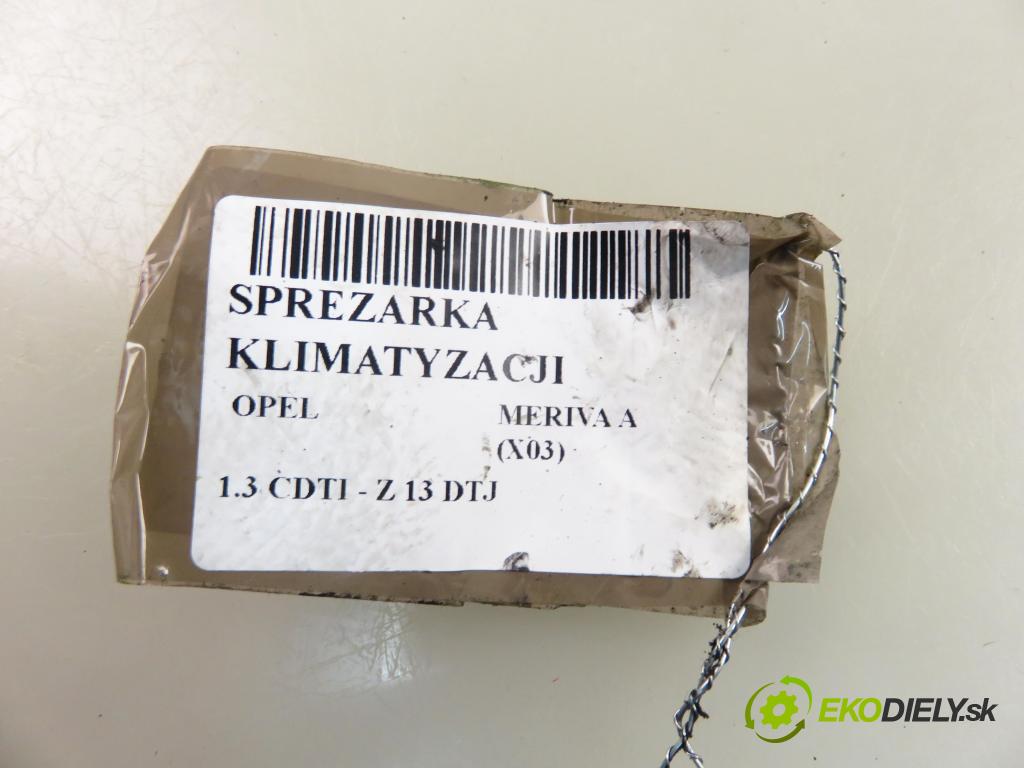 SPREZARKA
KLIMATYZACJI
OPEL MERIVA A
(X03)
1.3 CDTI - Z 13 DTJ
EKODIELY.sk